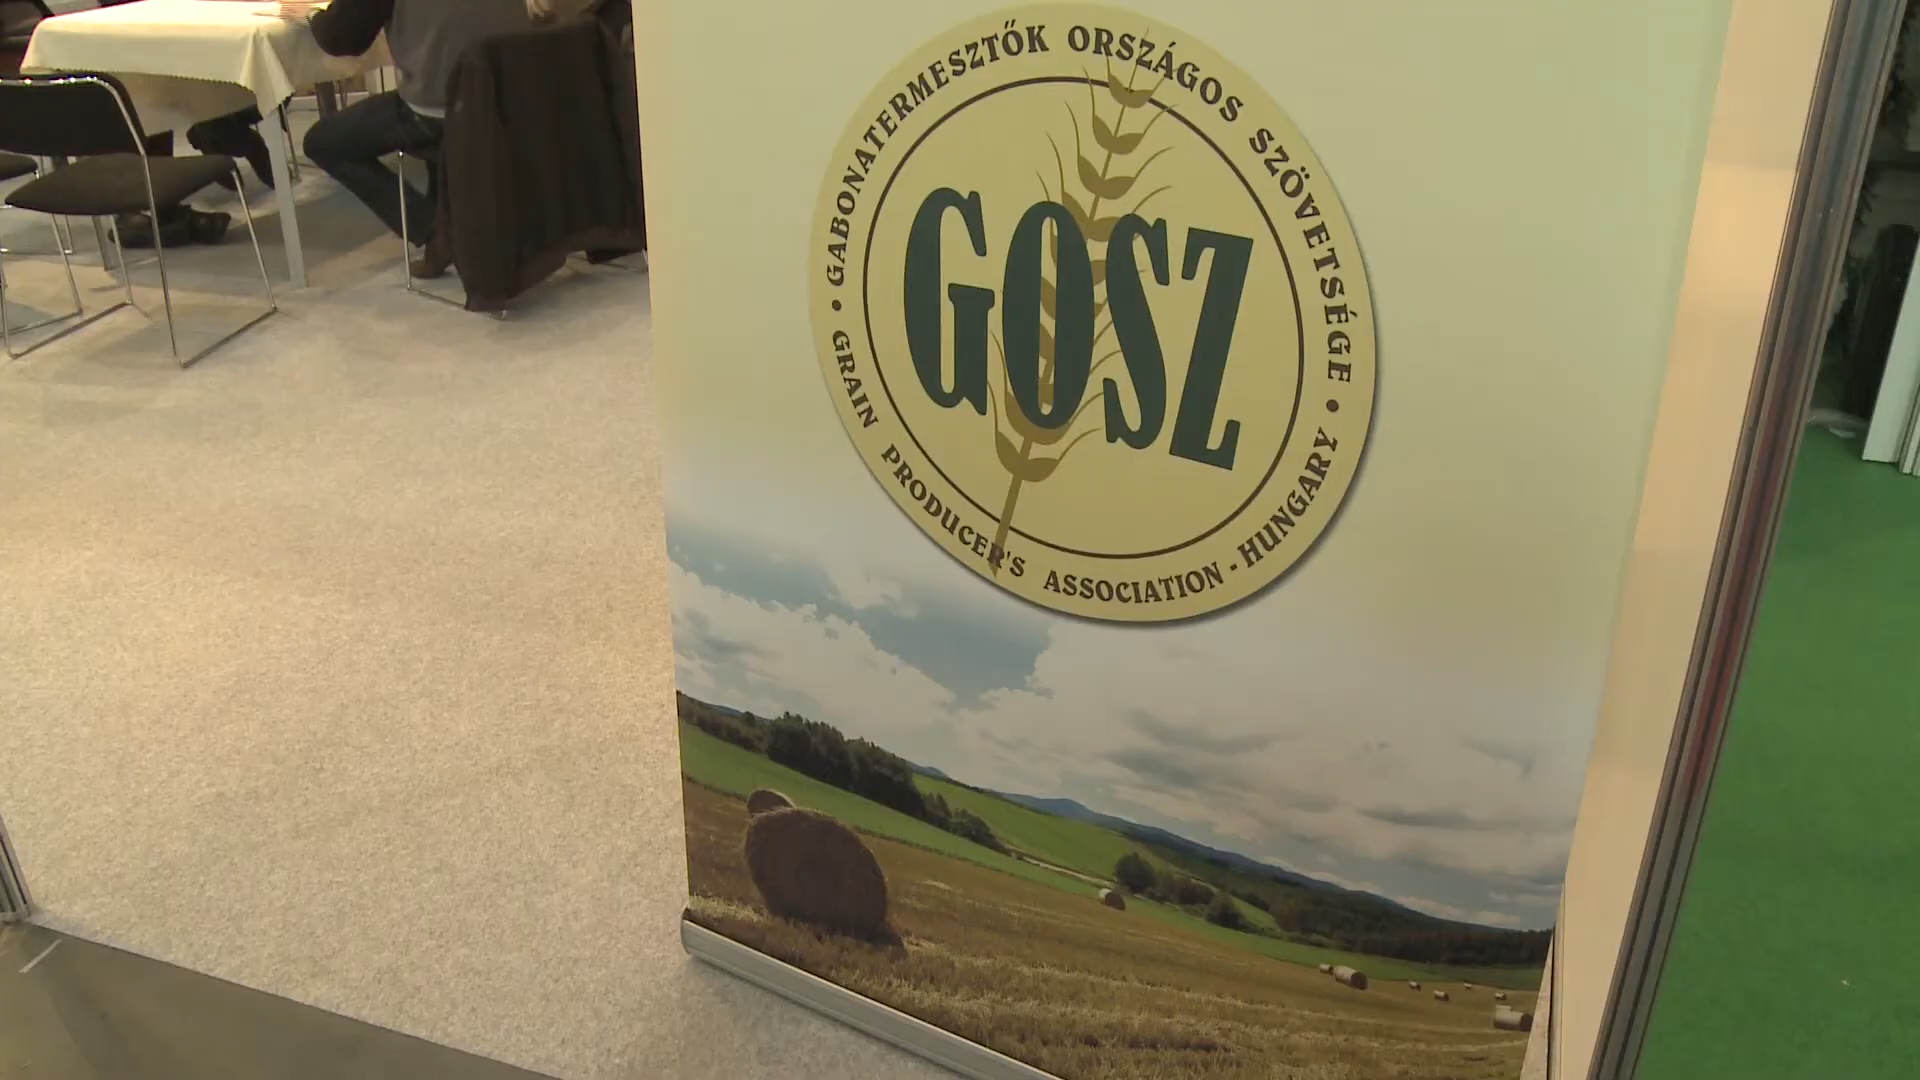 GABONATERMESZTŐK ORSZÁGOS SZÖVETSÉGE
GOSZ
GRAIN PRODUCER'S ASSOCIATION - HUNGARY